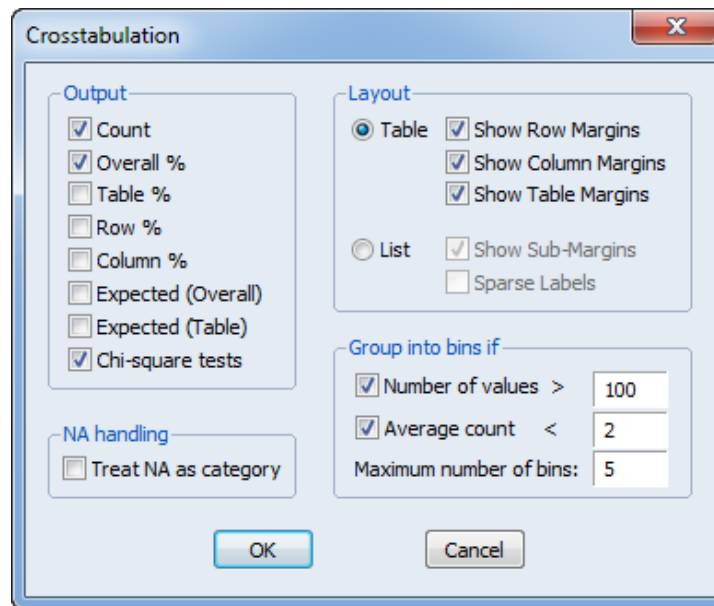 Crosstabulation
Output
Count
Overall %
Table %
Row %
Column %
Expected (Overall)
Expected (Table)
Chi-square tests
NA handling
Treat NA as category
Layout
Table Show Row Margins
Show Column Margins
Show Table Margins
List Show Sub-Margins
Sparse Labels
Group into bins if
Number of values > 100
Average count < 2
Maximum number of bins: 5
OK Cancel